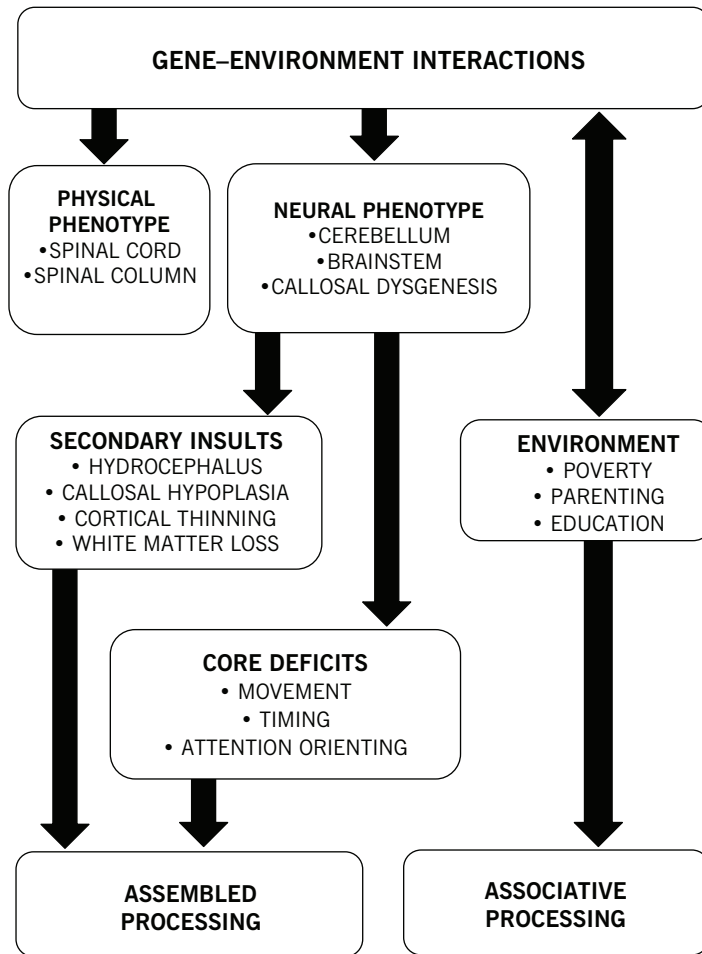 GENE–ENVIRONMENT INTERACTIONS
PHYSICAL
PHENOTYPE
•SPINAL CORD
•SPINAL COLUMN
NEURAL PHENOTYPE
•CEREBELLUM
•BRAINSTEM
•CALLOSAL DYSGENESIS
SECONDARY INSULTS
• HYDROCEPHALUS
• CALLOSAL HYPOPLASIA
• CORTICAL THINNING
• WHITE MATTER LOSS
ENVIRONMENT
• POVERTY
• PARENTING
• EDUCATION
CORE DEFICITS
• MOVEMENT
• TIMING
• ATTENTION ORIENTING
ASSEMBLED
PROCESSING
ASSOCIATIVE
PROCESSING